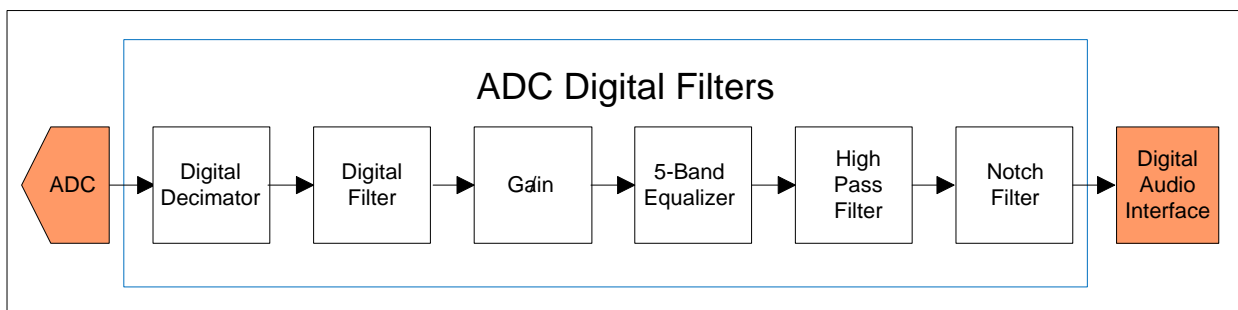 ADC Digital Filters
ADC
Digital
Decimator
Digital
Filter
Gain
5-Band
Equalizer
High
Pass
Filter
Notch
Filter
Digital
Audio
Interface